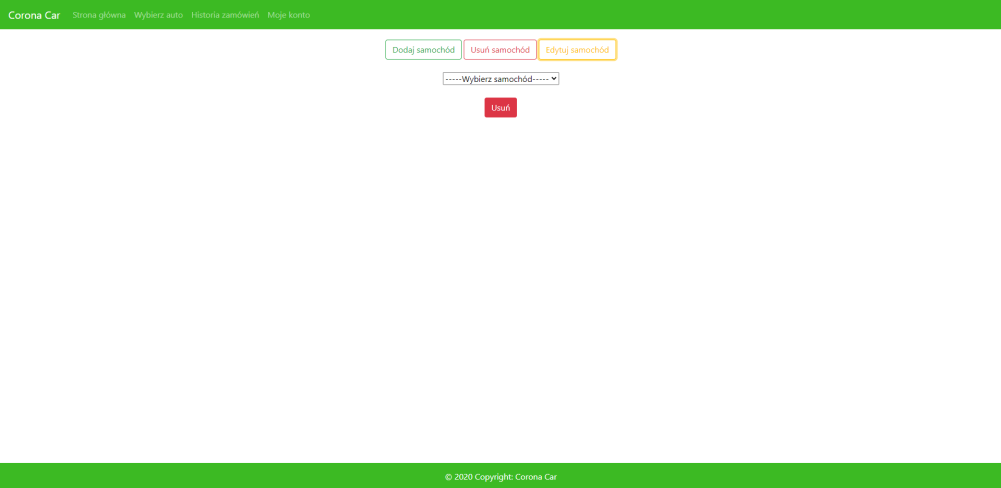 Corona Car Strona główna Wybierz auto Historia zamówień Moje konto
Dodaj samochód Usuń samochód Edytuj samochód
-----Wybierz samochód-----
Usuń
© 2020 Copyright: Corona Car